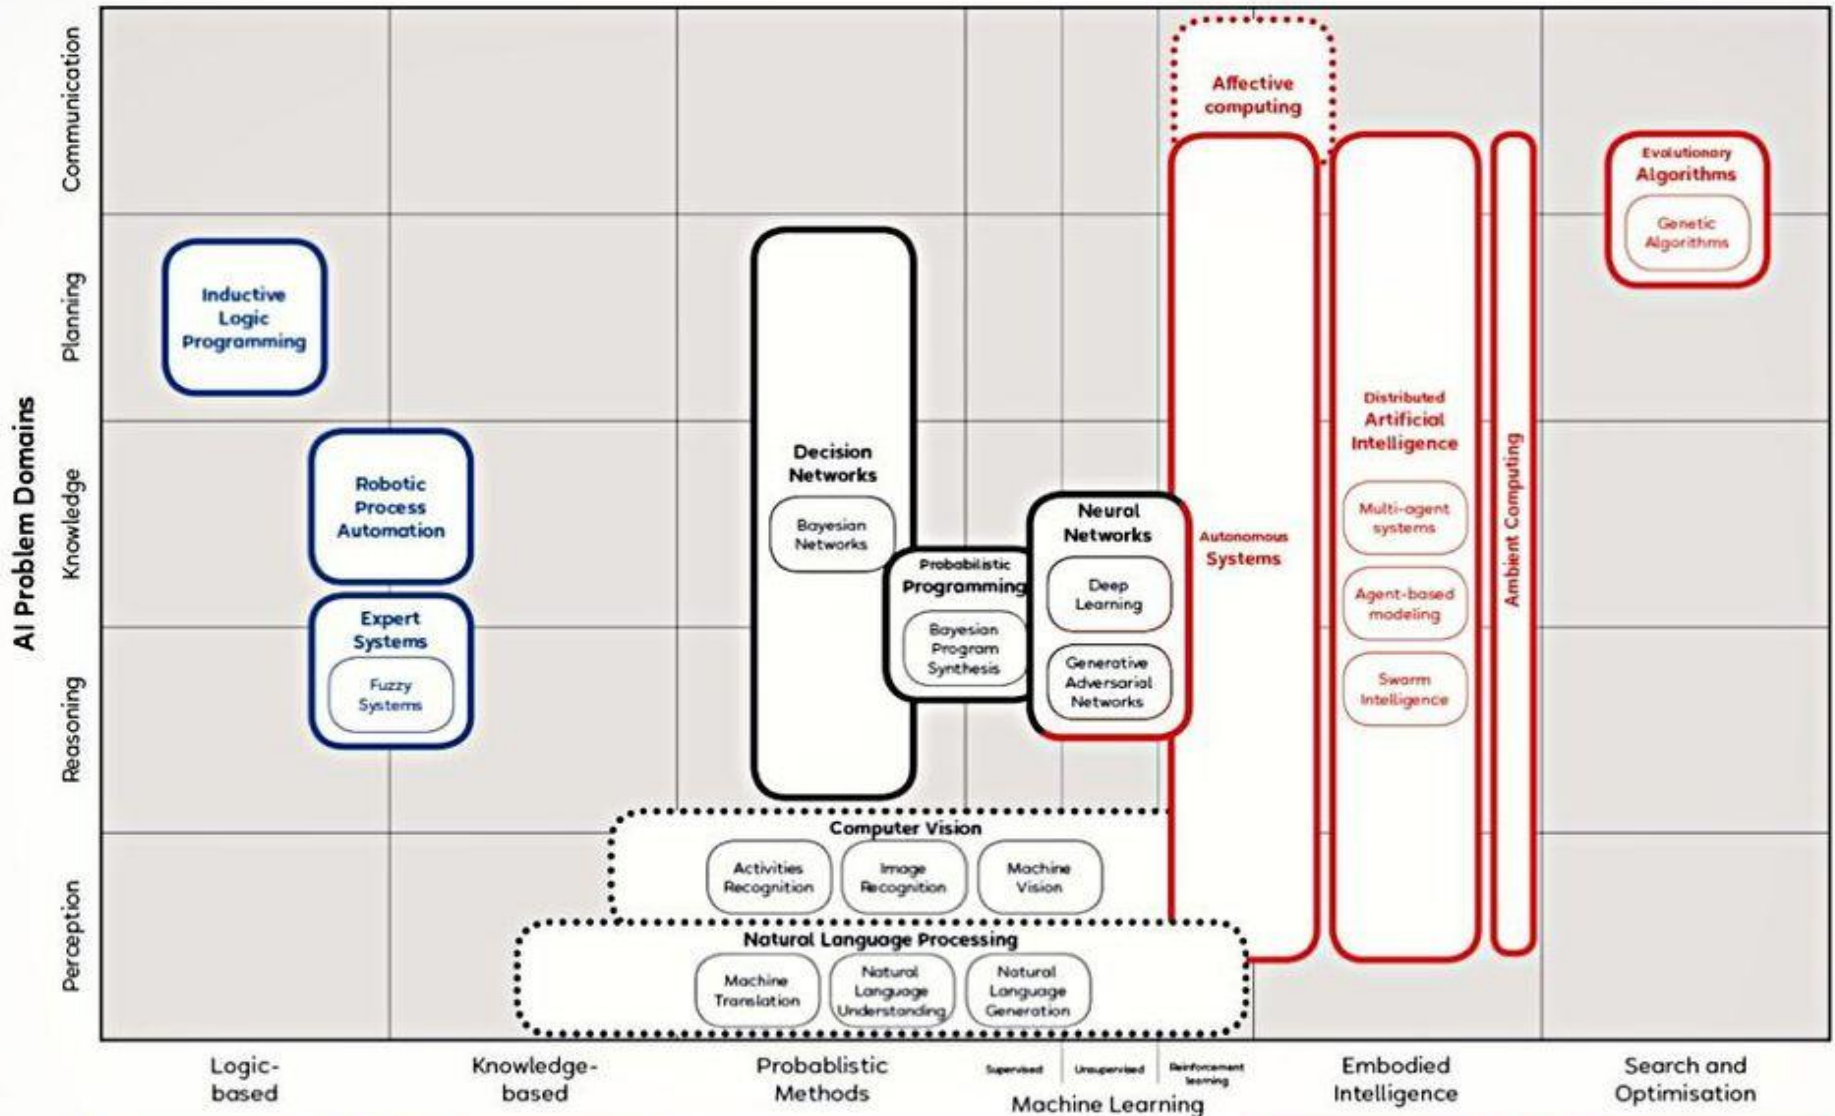 AI Problem Domains
Communication
Planning
Knowledge
Reasoning
Perception
Affective
computing
Evolutionary
Algorithms
Genetic
Algorithms
Inductive
Logic
Programming
Robotic
Process
Automation
Expert
Systems
Fuzzy
Systems
Decision
Networks
Bayesian
Networks
Probabilistic
Programming
Bayesian
Program
Synthesis
Neural
Networks
Deep
Learning
Generative
Adversarial
Networks
Autonomous
Systems
Distributed
Artificial
Intelligence
Multi-agent
systems
Agent-based
modeling
Swarm
Intelligence
Ambient Computing
Computer Vision
Activities
Recognition
Image
Recognition
Machine
Vision
Natural Language Processing
Machine
Translation
Natural
Language
Understanding
Natural
Language
Generation
Logic-
based
Knowledge-
based
Probablistic
Methods
Supervised
Unsupervised
Reinforcement
learning
Machine Learning
Embodied
Intelligence
Search and
Optimisation